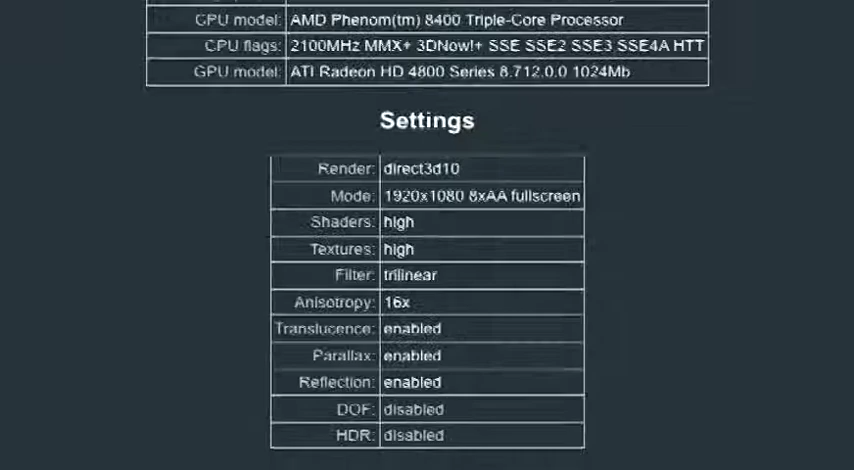 CPU model: AMD Phenom(tm) 8400 Triple-Core Processor
CPU flags: 2100MHz MMX+ 3DNow!+ SSE SSE2 SSE3 SSE4A HTT
GPU model: ATI Radeon HD 4800 Series 8.712.0.0 1024Mb
Settings
Render: direct3d10
Mode: 1920x1080 8xAA fullscreen
Shaders: high
Textures: high
Filter: trilinear
Anisotropy: 16x
Translucence: enabled
Parallax: enabled
Reflection: enabled
DOF: disabled
HDR: disabled